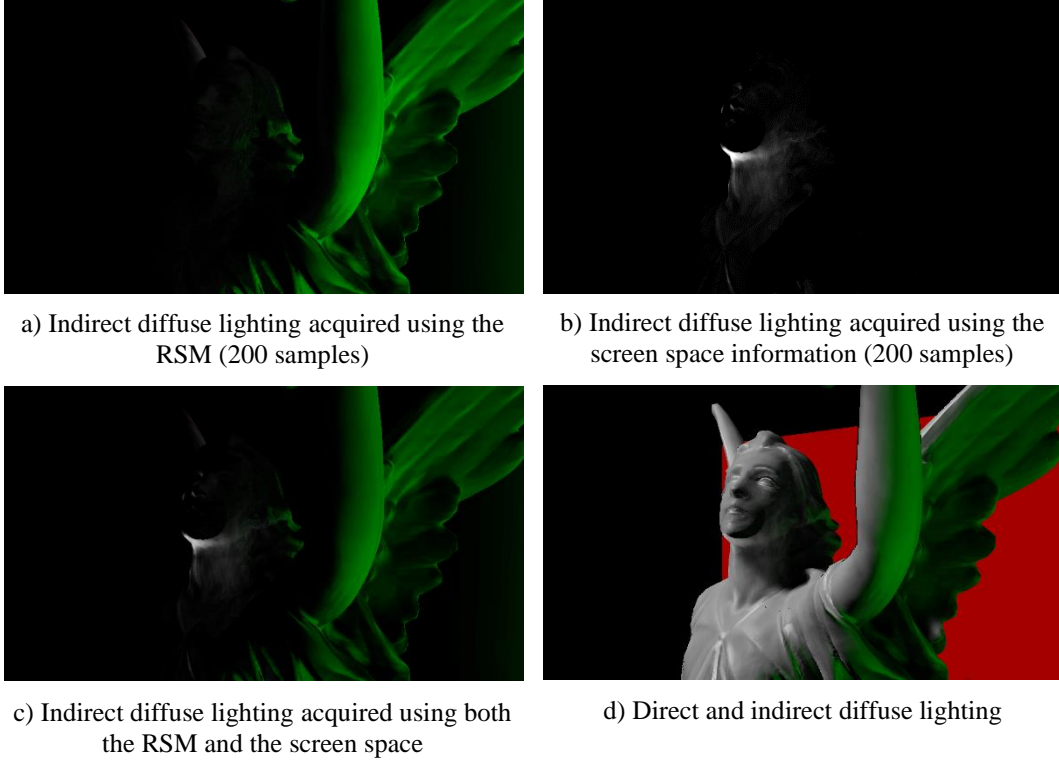 a) Indirect diffuse lighting acquired using the
RSM (200 samples)
b) Indirect diffuse lighting acquired using the
screen space information (200 samples)
c) Indirect diffuse lighting acquired using both
the RSM and the screen space
d) Direct and indirect diffuse lighting